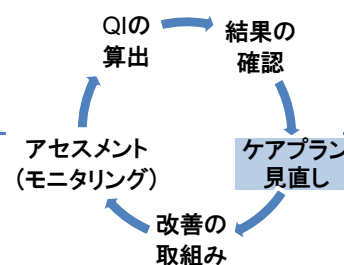 QIの
算出
結果の
確認
ケアプラン
見直し
改善の
取組み
アセスメント
(モニタリング)